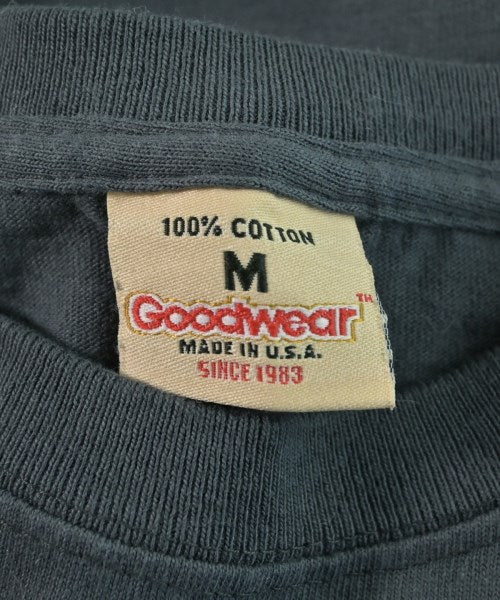 100% COTTON
M
Goodwear™
MADE IN U.S.A.
SINCE 1983